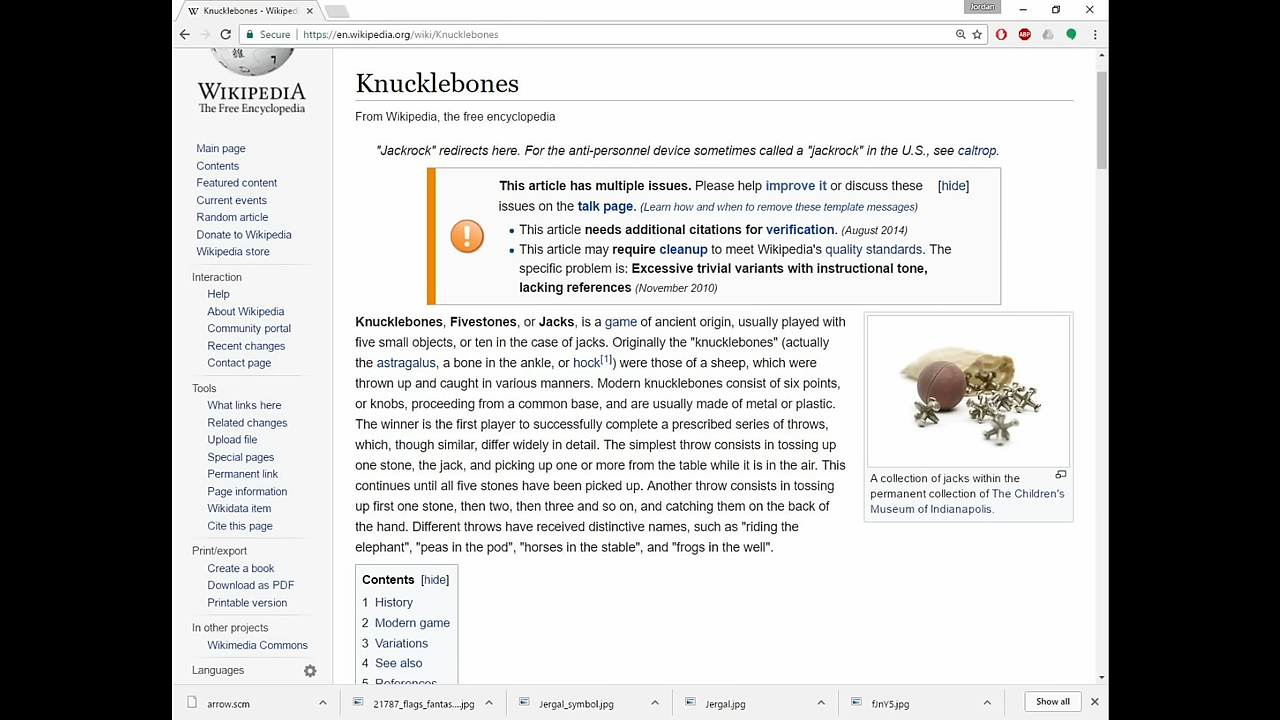 Knucklebones - Wikiped
Jordan
Secure https://en.wikipedia.org/wiki/Knucklebones
ABP
WIKIPEDIA
The Free Encyclopedia
Main page
Contents
Featured content
Current events
Random article
Donate to Wikipedia
Wikipedia store
Interaction
Help
About Wikipedia
Community portal
Recent changes
Contact page
Tools
What links here
Related changes
Upload file
Special pages
Permanent link
Page information
Wikidata item
Cite this page
Print/export
Create a book
Download as PDF
Printable version
In other projects
Wikimedia Commons
Languages
Knucklebones
From Wikipedia, the free encyclopedia
"Jackrock" redirects here. For the anti-personnel device sometimes called a "jackrock" in the U.S., see caltrop.
This article has multiple issues. Please help improve it or discuss these [hide]
issues on the talk page. (Learn how and when to remove these template messages)
• This article needs additional citations for verification. (August 2014)
• This article may require cleanup to meet Wikipedia's quality standards. The
specific problem is: Excessive trivial variants with instructional tone,
lacking references (November 2010)
Knucklebones, Fivestones, or Jacks, is a game of ancient origin, usually played with
five small objects, or ten in the case of jacks. Originally the "knucklebones" (actually
the astragalus, a bone in the ankle, or hock[1]) were those of a sheep, which were
thrown up and caught in various manners. Modern knucklebones consist of six points,
or knobs, proceeding from a common base, and are usually made of metal or plastic.
The winner is the first player to successfully complete a prescribed series of throws,
which, though similar, differ widely in detail. The simplest throw consists in tossing up
one stone, the jack, and picking up one or more from the table while it is in the air. This
continues until all five stones have been picked up. Another throw consists in tossing
up first one stone, then two, then three and so on, and catching them on the back of
the hand. Different throws have received distinctive names, such as "riding the
elephant", "peas in the pod", "horses in the stable", and "frogs in the well".
A collection of jacks within the
permanent collection of The Children's
Museum of Indianapolis.
Contents [hide]
1 History
2 Modern game
3 Variations
4 See also
5 References
arrow.scm
21787_flags_fantas....jpg
Jergal_symbol.jpg
Jergal.jpg
fJnY5.jpg
Show all